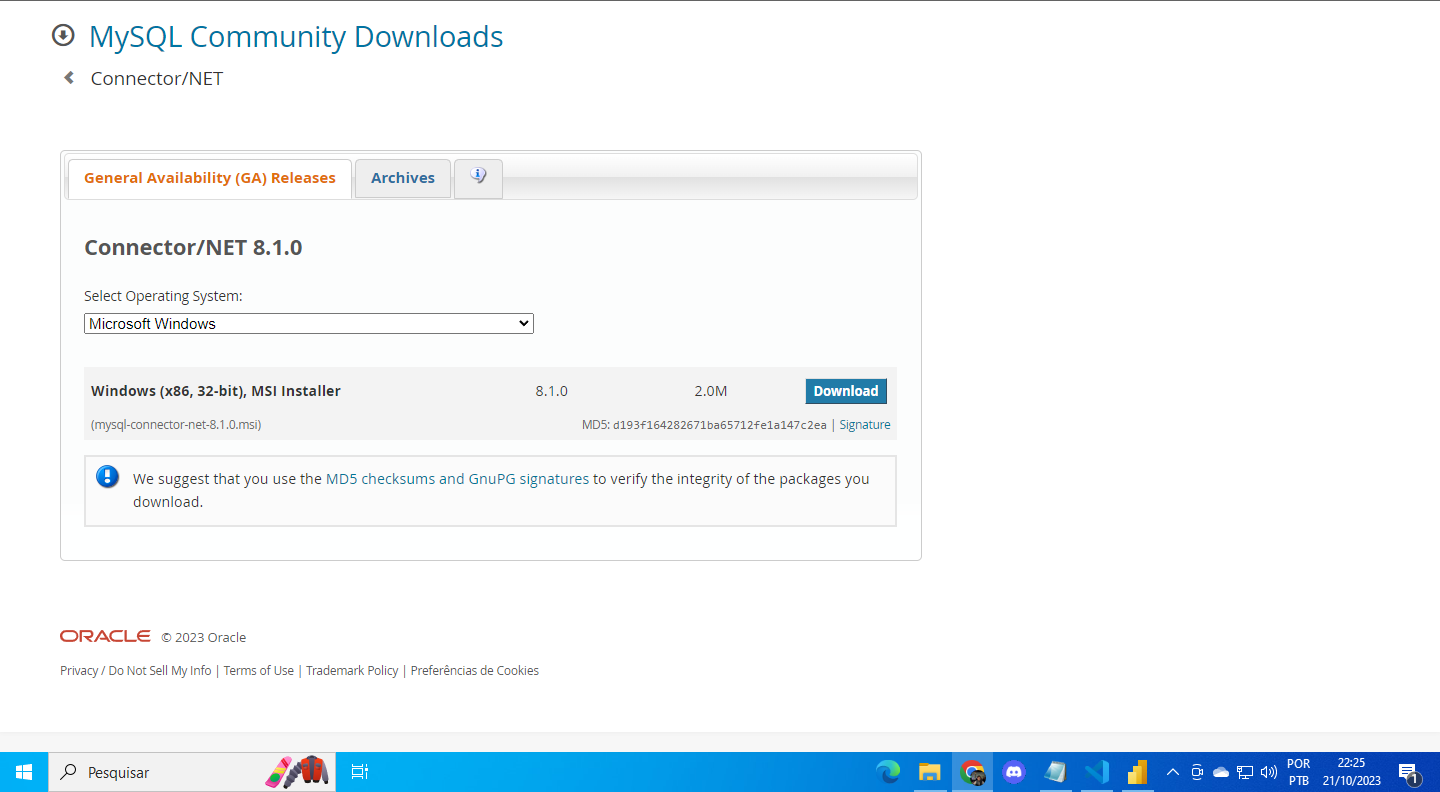 MySQL Community Downloads
Connector/NET
General Availability (GA) Releases
Archives
Connector/NET 8.1.0
Select Operating System:
Microsoft Windows
Windows (x86, 32-bit), MSI Installer 8.1.0 2.0M Download
(mysql-connector-net-8.1.0.msi) MD5: d193f164282671ba65712fe1a147c2ea | Signature
We suggest that you use the MD5 checksums and GnuPG signatures to verify the integrity of the packages you
download.
ORACLE © 2023 Oracle
Privacy / Do Not Sell My Info | Terms of Use | Trademark Policy | Preferências de Cookies
Pesquisar
POR
PTB
22:25
21/10/2023
1